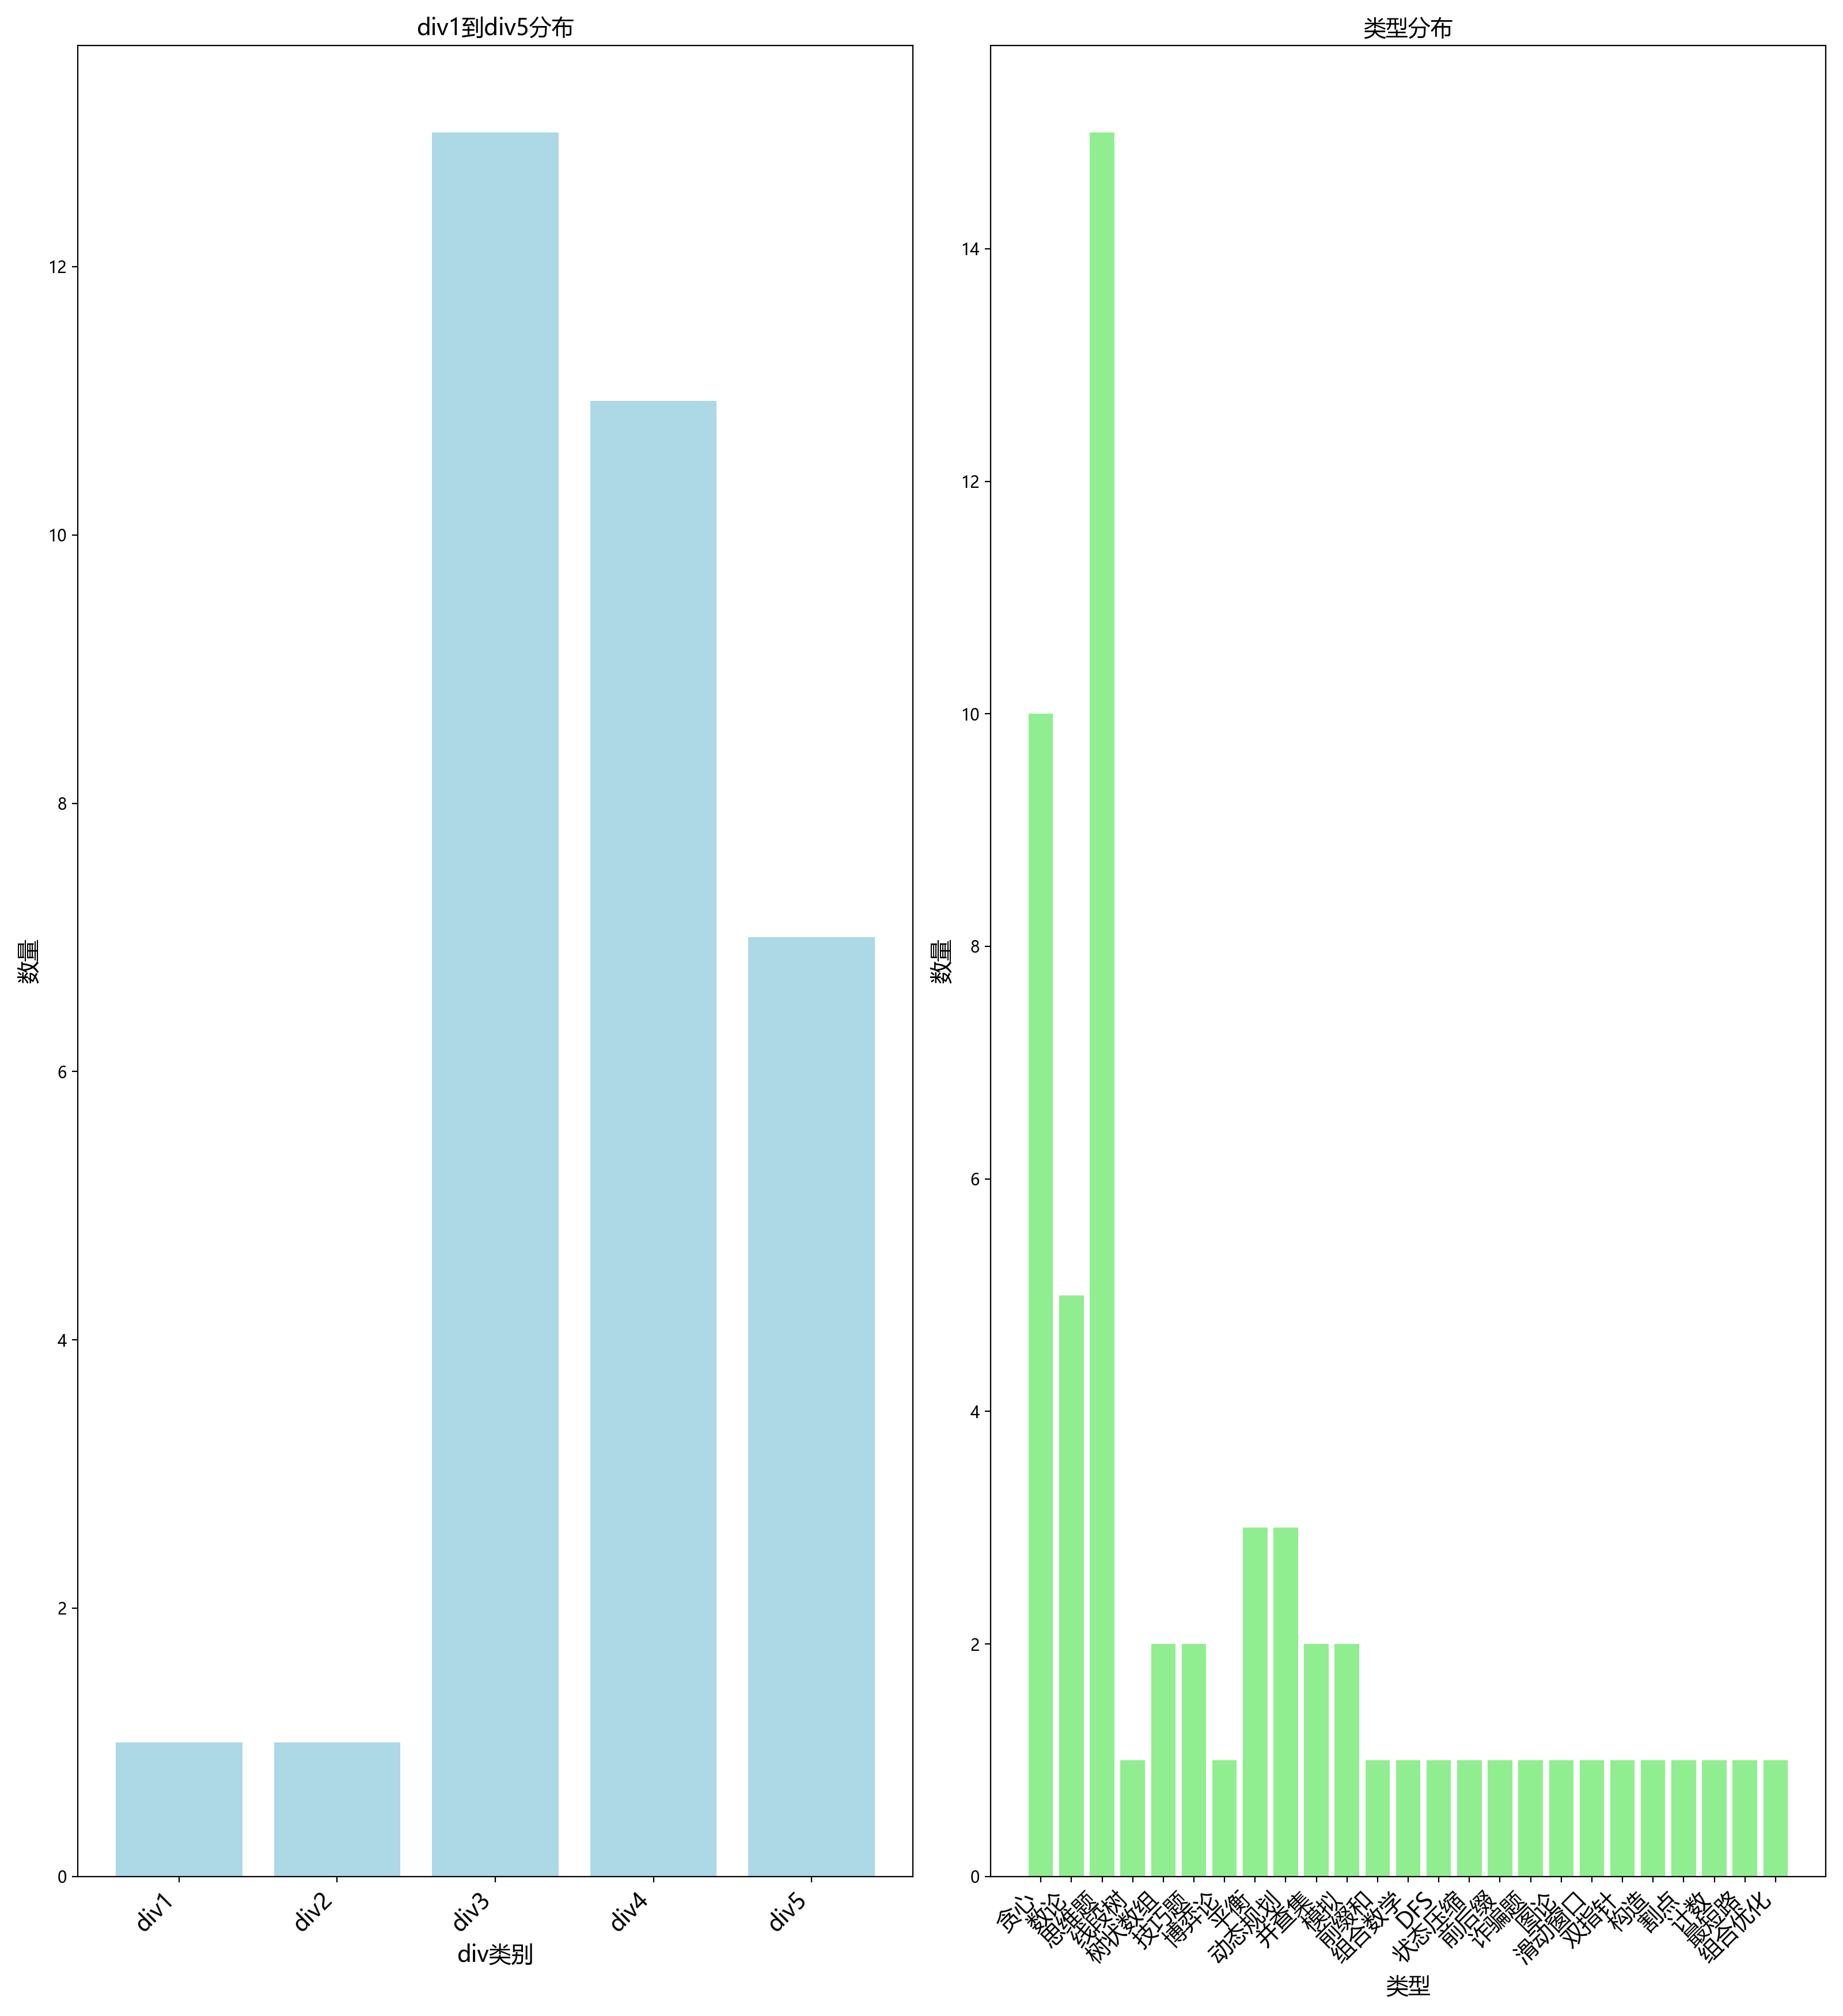 div1到div5分布
数量
12
10
8
6
4
2
0
div1
div2
div3
div4
div5
div类别
类型分布
数量
14
12
10
8
6
4
2
0
贪心
数论
思维题
线段树
树状数组
技巧题
博弈论
平衡
动态规划
并查集
模拟
前缀和
组合数学
DFS
状态压缩
前后缀
诈骗题
图论
滑动窗口
双指针
构造
割点
计数
最短路
组合优化
类型